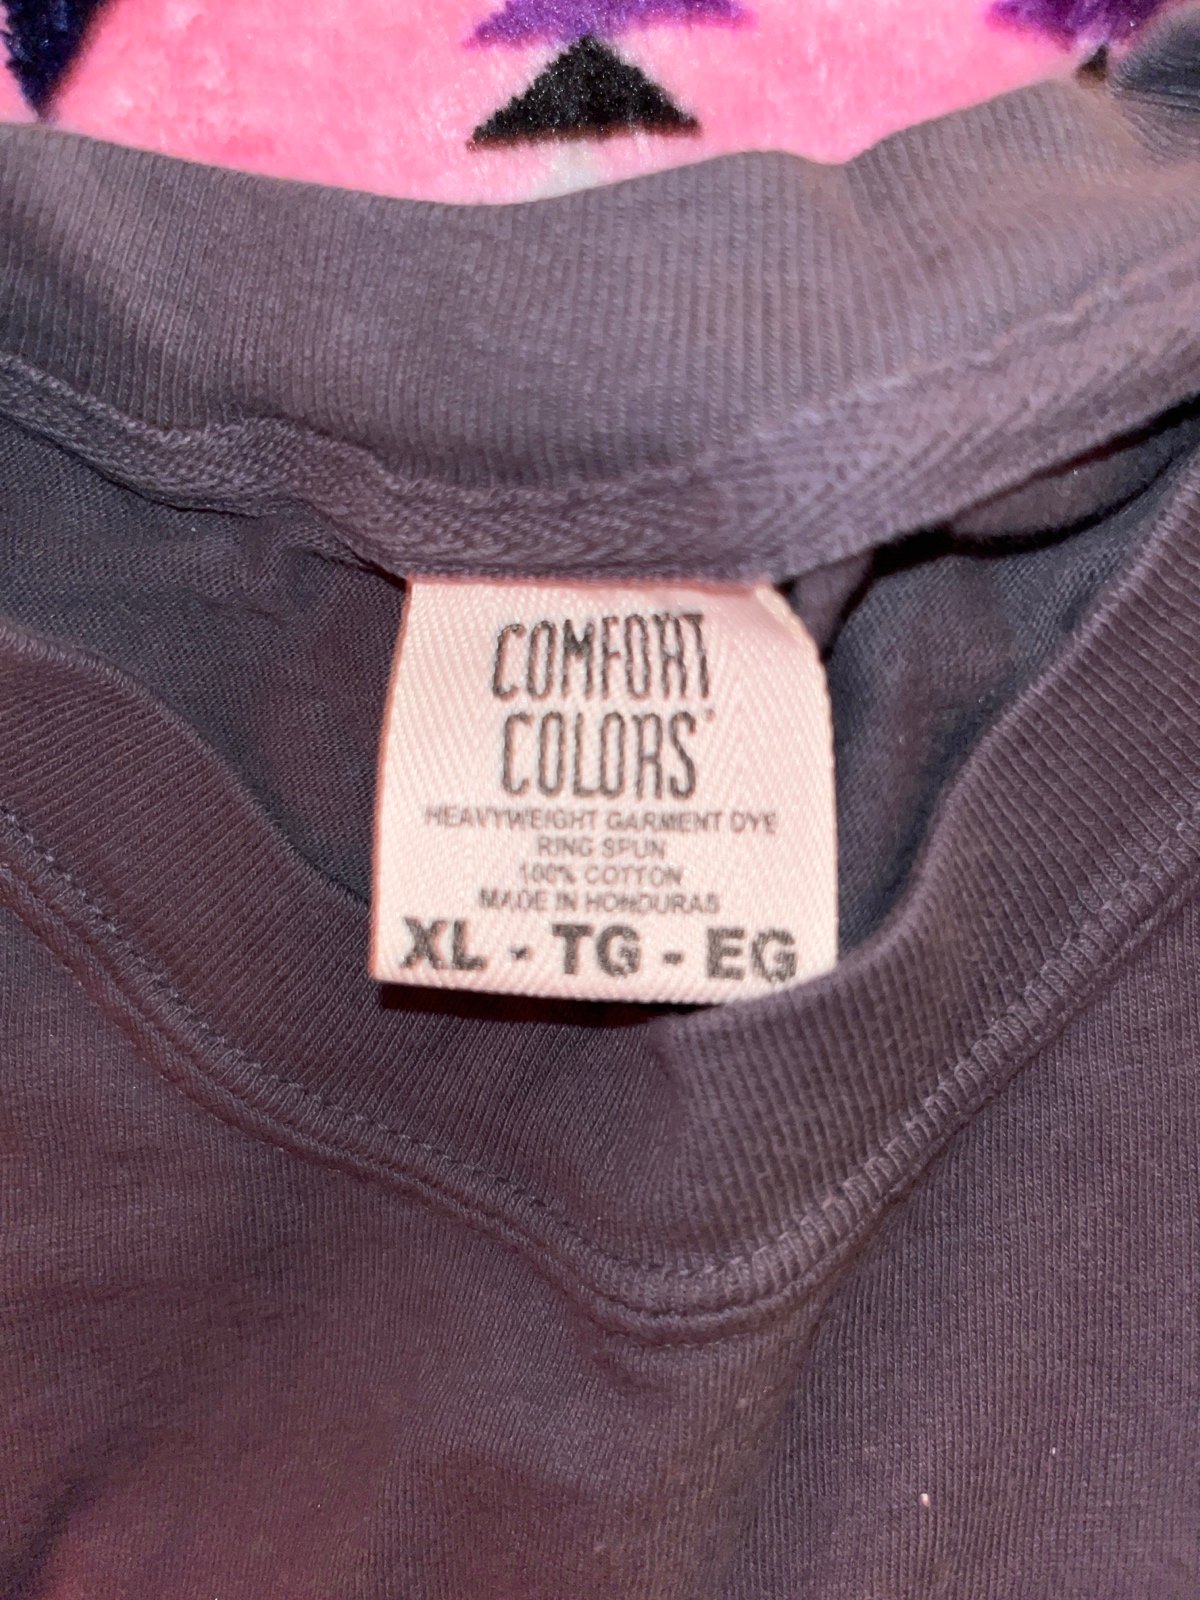 COMFORT
COLORS®
HEAVYWEIGHT GARMENT DYE
RING SPUN
100% COTTON
MADE IN HONDURAS
XL - TG - EG